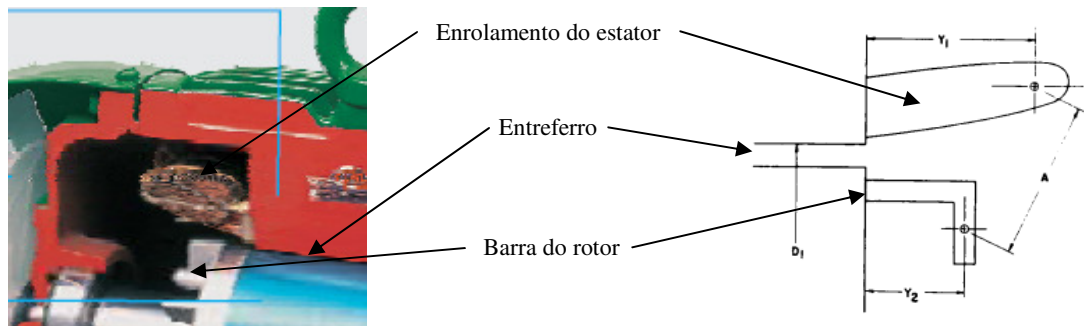 Enrolamento do estator
Entreferro
Barra do rotor
Y1
A
D1
Y2